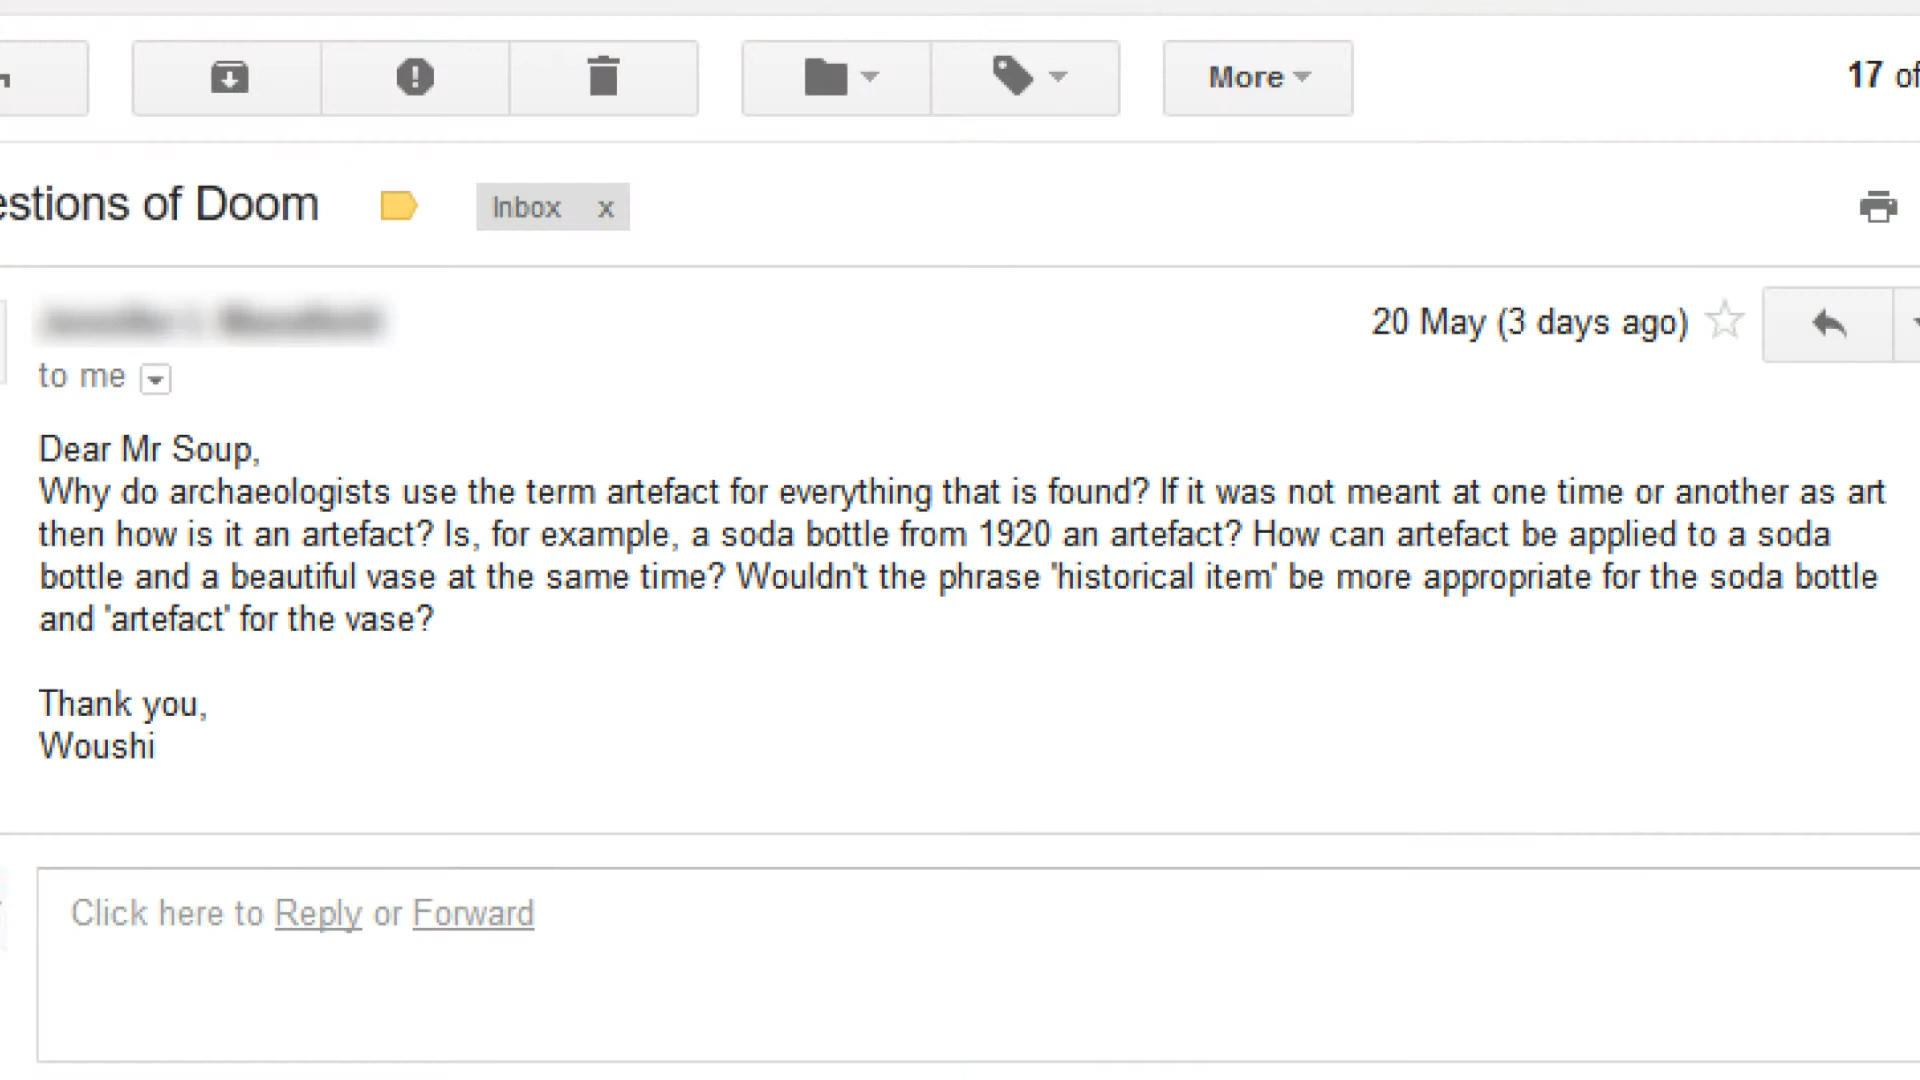 More
17 of
estions of Doom
Inbox x
20 May (3 days ago)
to me
Dear Mr Soup,
Why do archaeologists use the term artefact for everything that is found? If it was not meant at one time or another as art
then how is it an artefact? Is, for example, a soda bottle from 1920 an artefact? How can artefact be applied to a soda
bottle and a beautiful vase at the same time? Wouldn't the phrase 'historical item' be more appropriate for the soda bottle
and 'artefact' for the vase?
Thank you,
Woushi
Click here to Reply or Forward